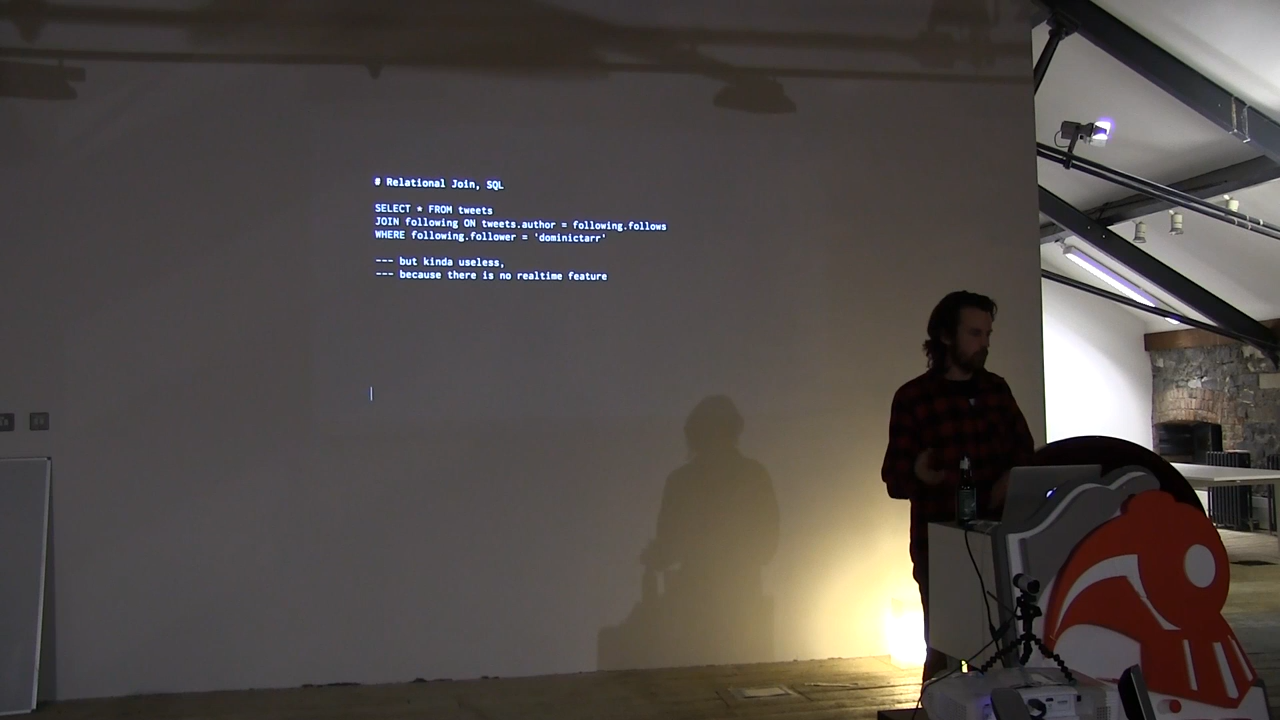 # Relational Join, SQL
SELECT * FROM tweets
JOIN following ON tweets.author = following.follows
WHERE following.follower = 'dominictarr'
--- but kinda useless,
--- because there is no realtime feature